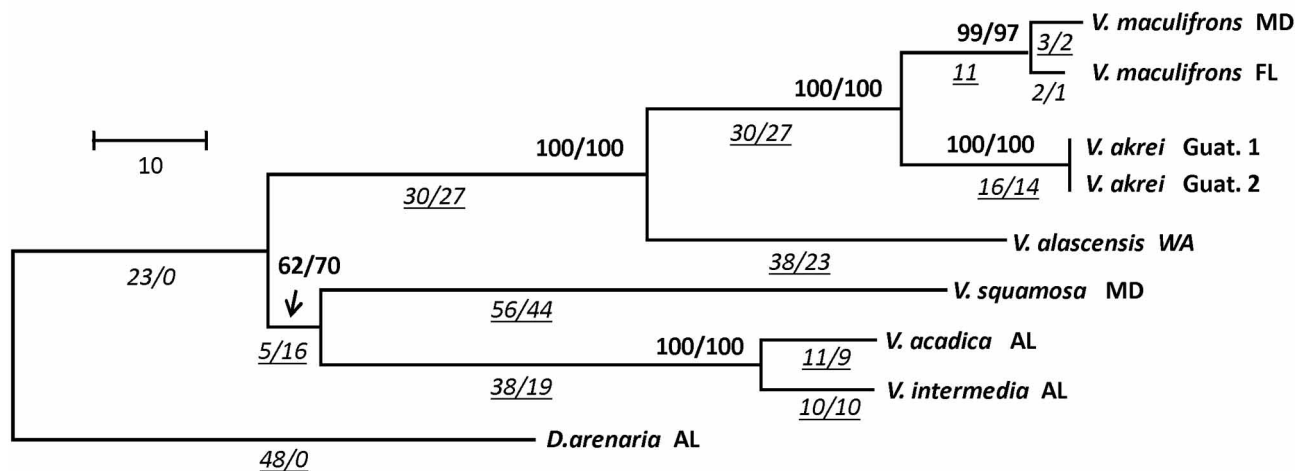 V. maculifrons MD
99/97
3/2
V. maculifrons FL
11
2/1
100/100
30/27
100/100
V. akrei Guat. 1
V. akrei Guat. 2
16/14
10
100/100
30/27
V. alascensis WA
38/23
23/0
62/70
V. squamosa MD
56/44
5/16
100/100
V. acadica AL
11/9
38/19
V. intermedia AL
10/10
D.arenaria AL
48/0